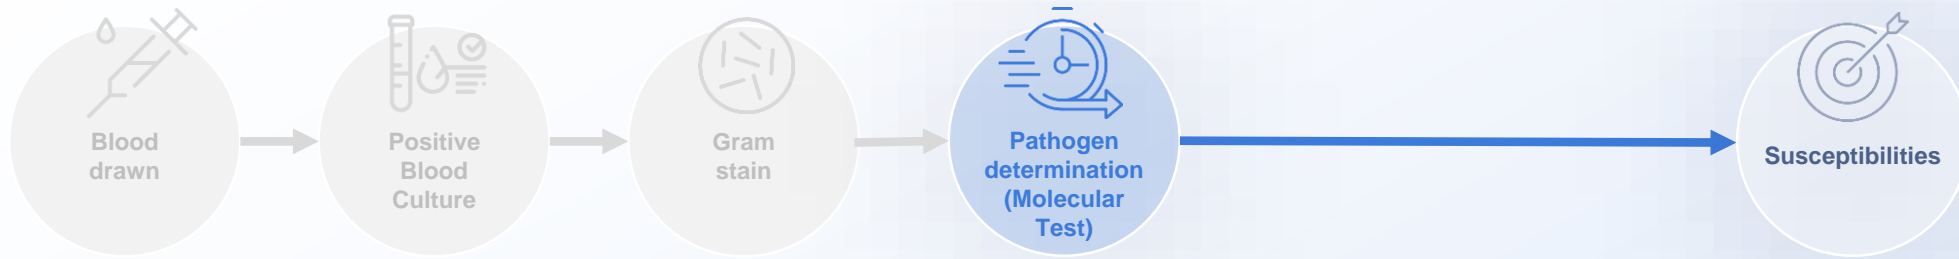 Blood
drawn
Positive
Blood
Culture
Gram
stain
Pathogen
determination
(Molecular
Test)
Susceptibilities